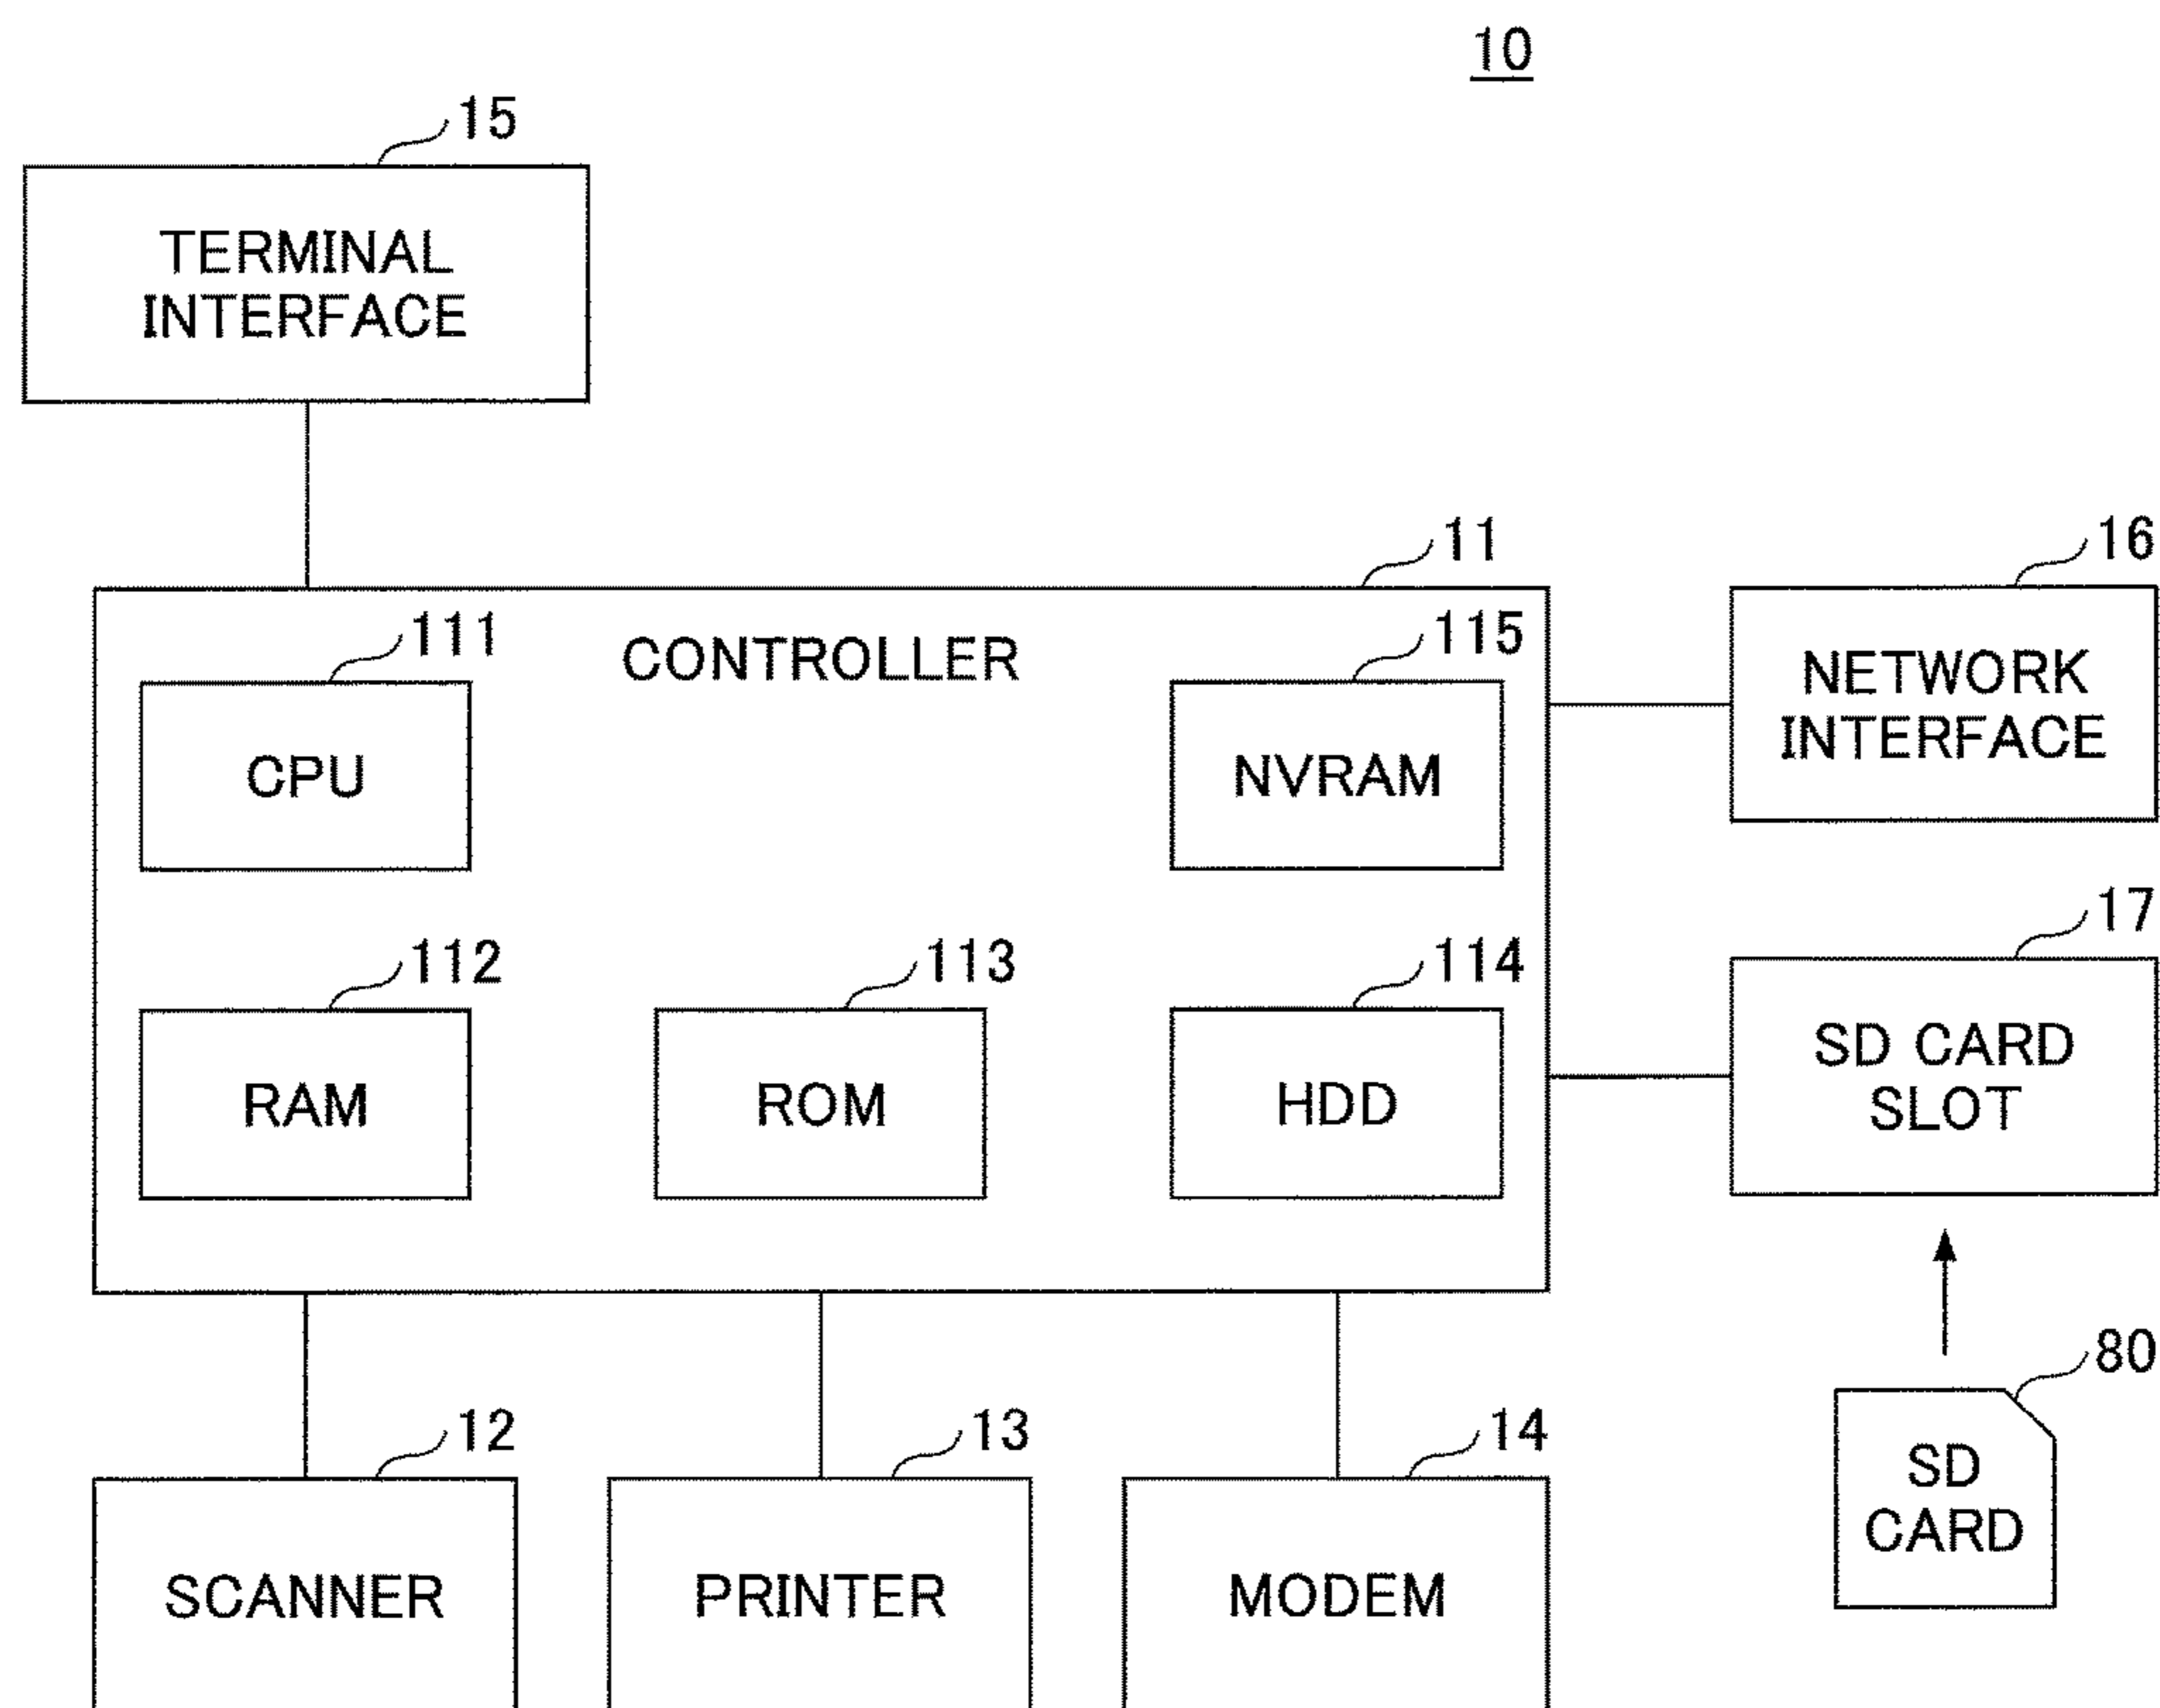 10
15
TERMINAL
INTERFACE
11
16
111
CONTROLLER
115
NETWORK
INTERFACE
CPU
NVRAM
17
112
113
114
SD CARD
SLOT
RAM
ROM
HDD
80
12
13
14
SD
CARD
SCANNER
PRINTER
MODEM